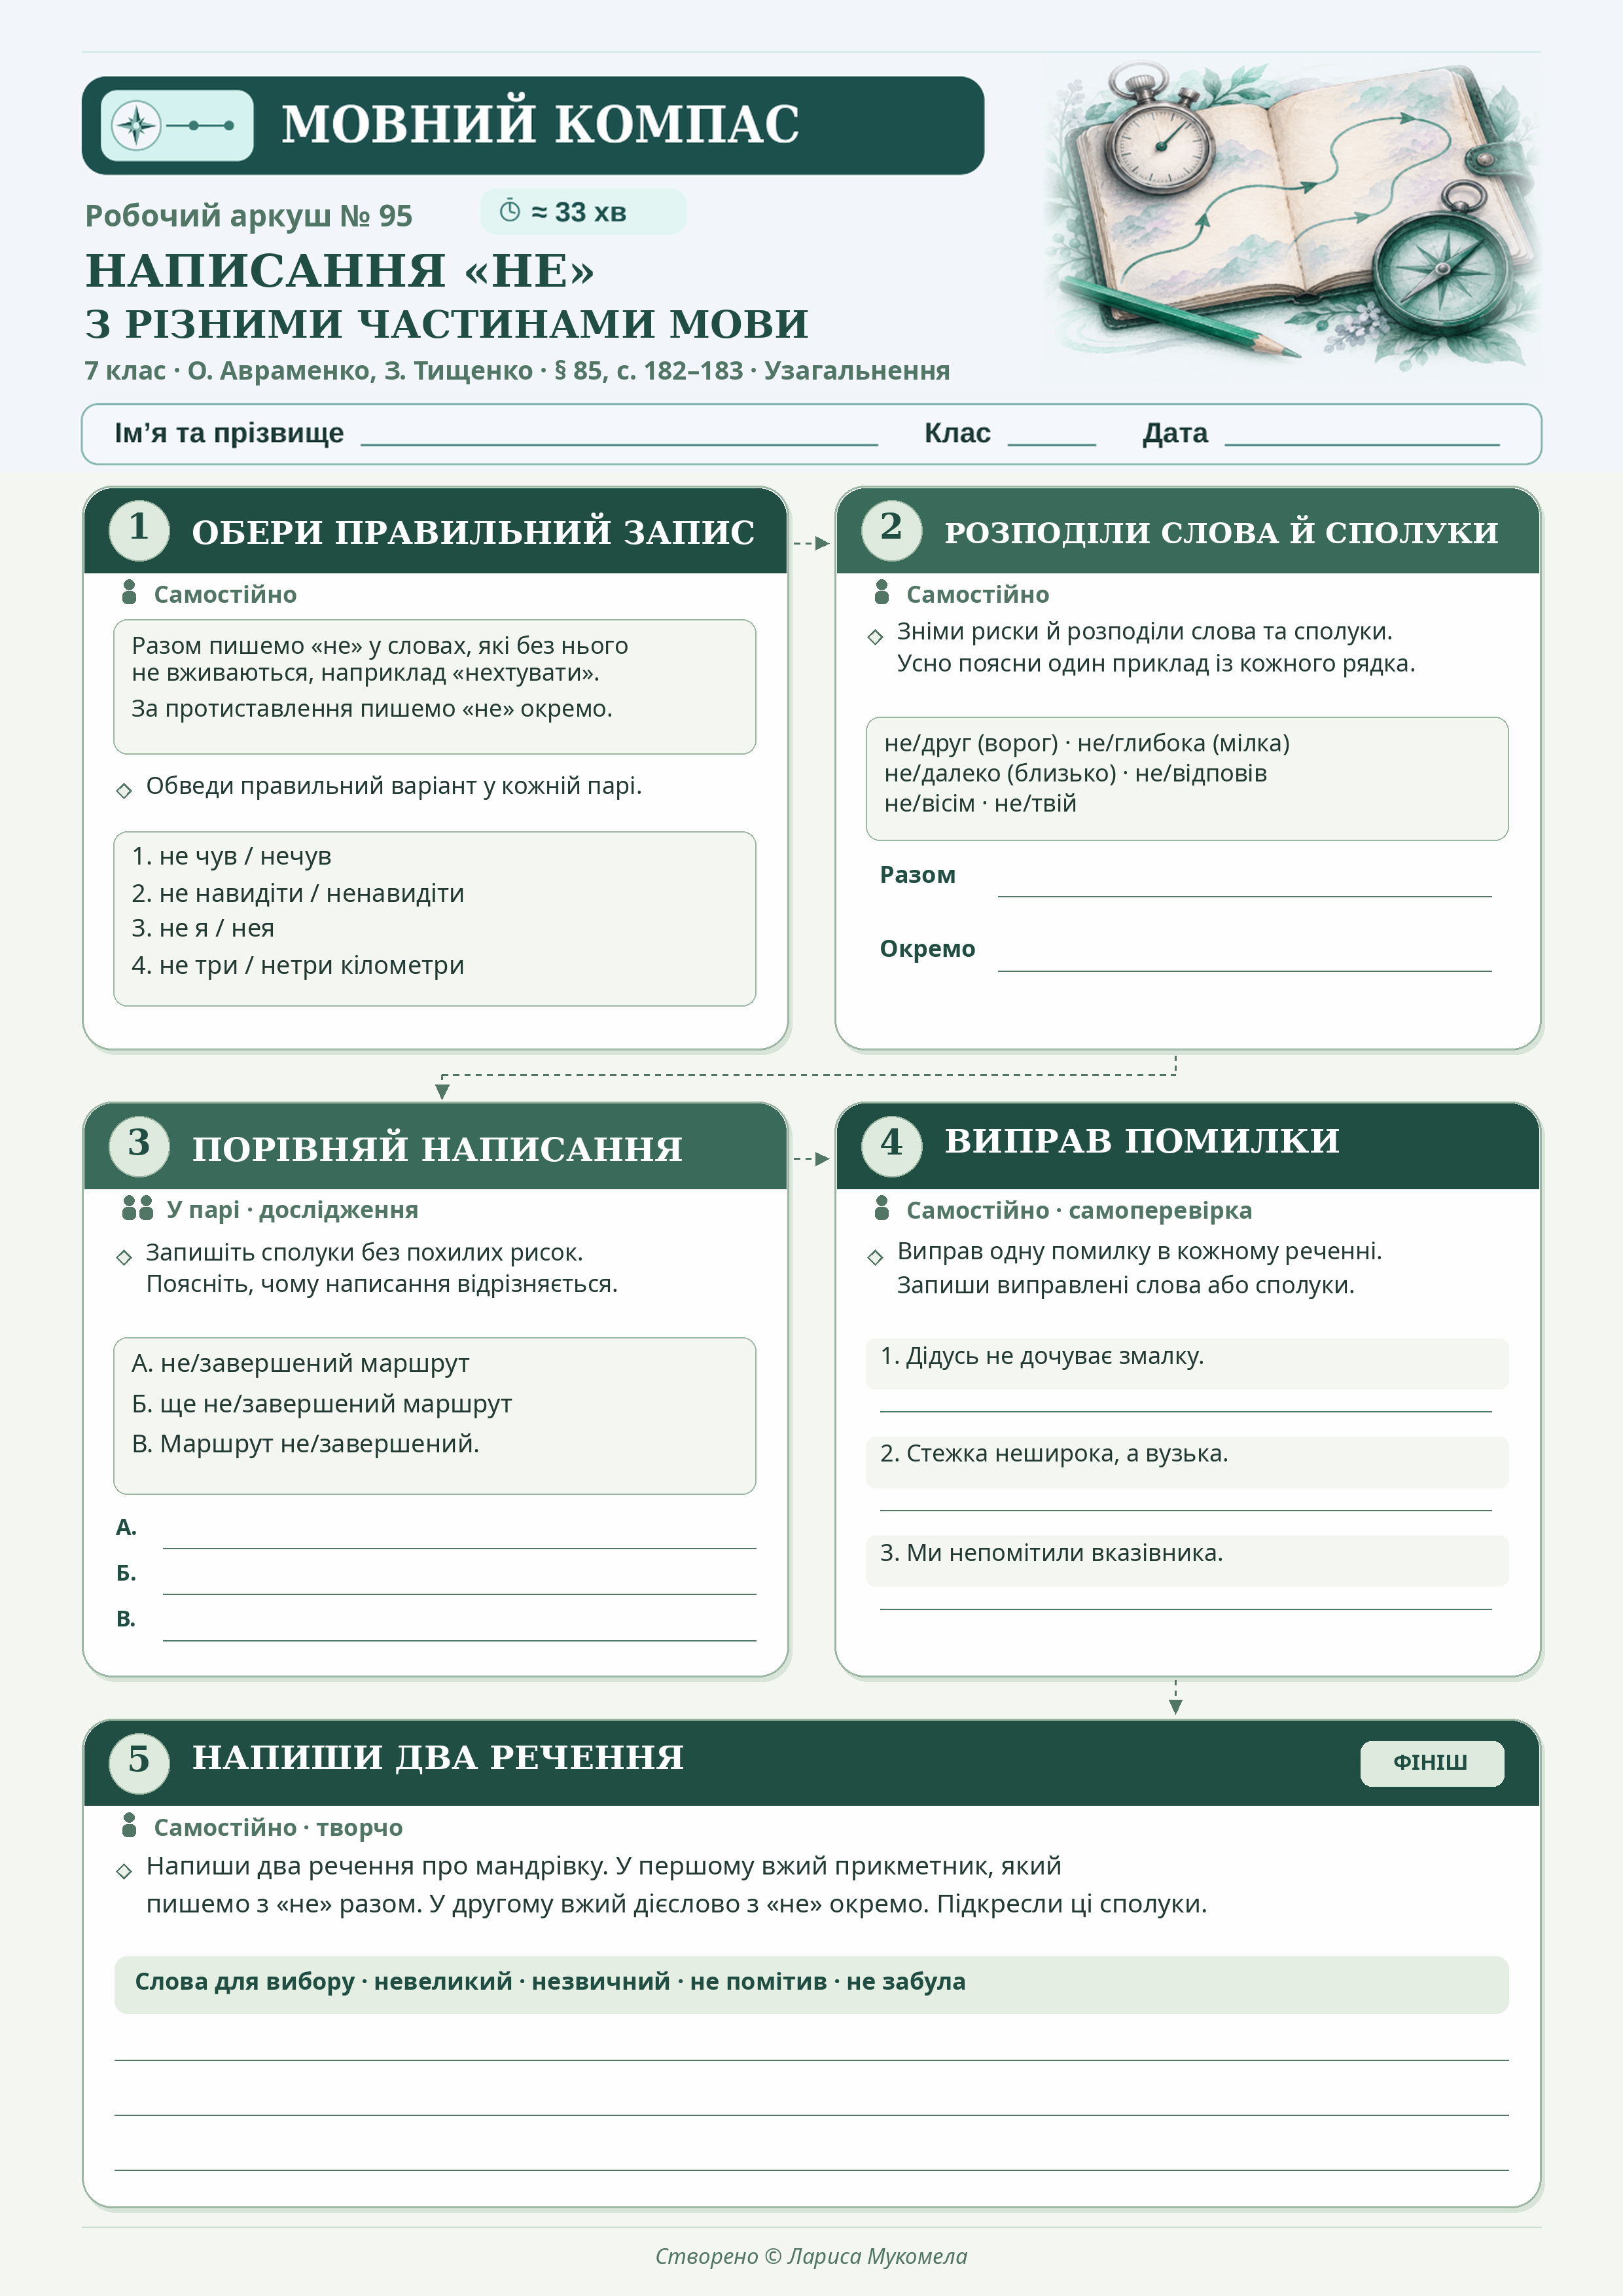 МОВНИЙ КОМПАС
Робочий аркуш № 95
≈ 33 хв
НАПИСАННЯ «НЕ»
З РІЗНИМИ ЧАСТИНАМИ МОВИ
7 клас · О. Авраменко, З. Тищенко · § 85, с. 182–183 · Узагальнення
Ім’я та прізвище Клас Дата
1 ОБЕРИ ПРАВИЛЬНИЙ ЗАПИС
Самостійно
Разом пишемо «не» у словах, які без нього
не вживаються, наприклад «нехтувати».
За протиставлення пишемо «не» окремо.
Обведи правильний варіант у кожній парі.
1. не чув / нечув
2. не навидіти / ненавидіти
3. не я / нея
4. не три / нетри кілометри
2 РОЗПОДІЛИ СЛОВА Й СПОЛУКИ
Самостійно
Зніми риски й розподіли слова та сполуки.
Усно поясни один приклад із кожного рядка.
не/друг (ворог) · не/глибока (мілка)
не/далеко (близько) · не/відповів
не/вісім · не/твій
Разом
Окремо
3 ПОРІВНЯЙ НАПИСАННЯ
У парі · дослідження
Запишіть сполуки без похилих рисок.
Поясніть, чому написання відрізняється.
А. не/завершений маршрут
Б. ще не/завершений маршрут
В. Маршрут не/завершений.
А.
Б.
В.
4 ВИПРАВ ПОМИЛКИ
Самостійно · самоперевірка
Виправ одну помилку в кожному реченні.
Запиши виправлені слова або сполуки.
1. Дідусь не дочуває змалку.
2. Стежка неширока, а вузька.
3. Ми непомітили вказівника.
5 НАПИШИ ДВА РЕЧЕННЯ
ФІНІШ
Самостійно · творчо
Напиши два речення про мандрівку. У першому вжий прикметник, який
пишемо з «не» разом. У другому вжий дієслово з «не» окремо. Підкресли ці сполуки.
Слова для вибору · невеликий · незвичний · не помітив · не забула
Створено © Лариса Мукомела